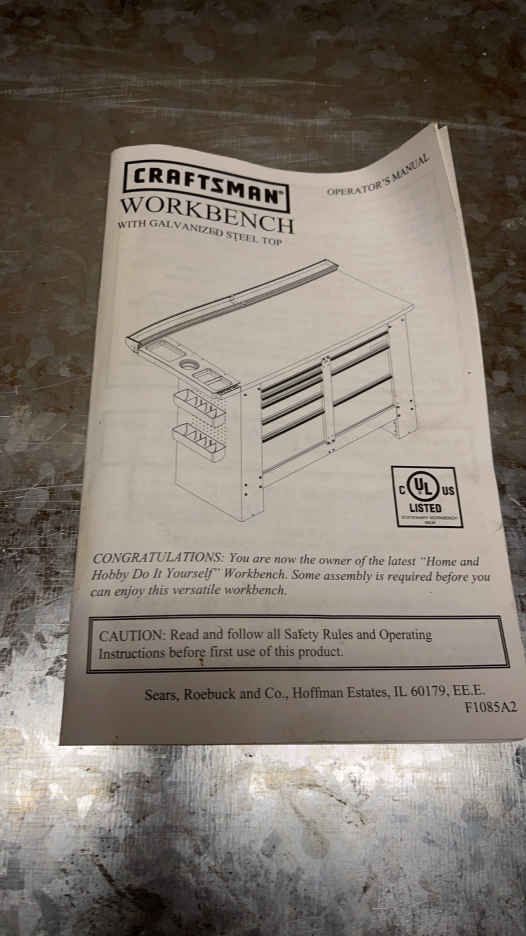 CRAFTSMAN
OPERATOR'S MANUAL
WORKBENCH
WITH GALVANIZED STEEL TOP
C UL US
LISTED
STATIONARY WORKBENCH
CONGRATULATIONS: You are now the owner of the latest "Home and
Hobby Do It Yourself" Workbench. Some assembly is required before you
can enjoy this versatile workbench.
CAUTION: Read and follow all Safety Rules and Operating
Instructions before first use of this product.
Sears, Roebuck and Co., Hoffman Estates, IL 60179, EE.E.
F1085A2